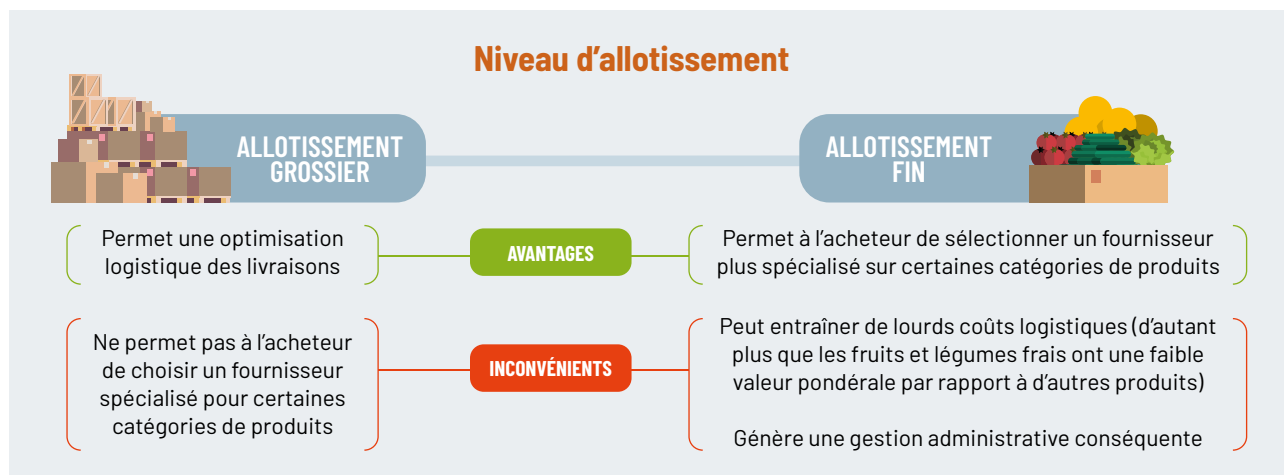 Niveau d’allotissement
ALLOTISSEMENT
GROSSIER
ALLOTISSEMENT
FIN
Permet une optimisation
logistique des livraisons
AVANTAGES
Permet à l’acheteur de sélectionner un fournisseur
plus spécialisé sur certaines catégories de produits
Ne permet pas à l’acheteur
de choisir un fournisseur
spécialisé pour certaines
catégories de produits
INCONVÉNIENTS
Peut entraîner de lourds coûts logistiques (d’autant
plus que les fruits et légumes frais ont une faible
valeur pondérale par rapport à d’autres produits)
Génère une gestion administrative conséquente